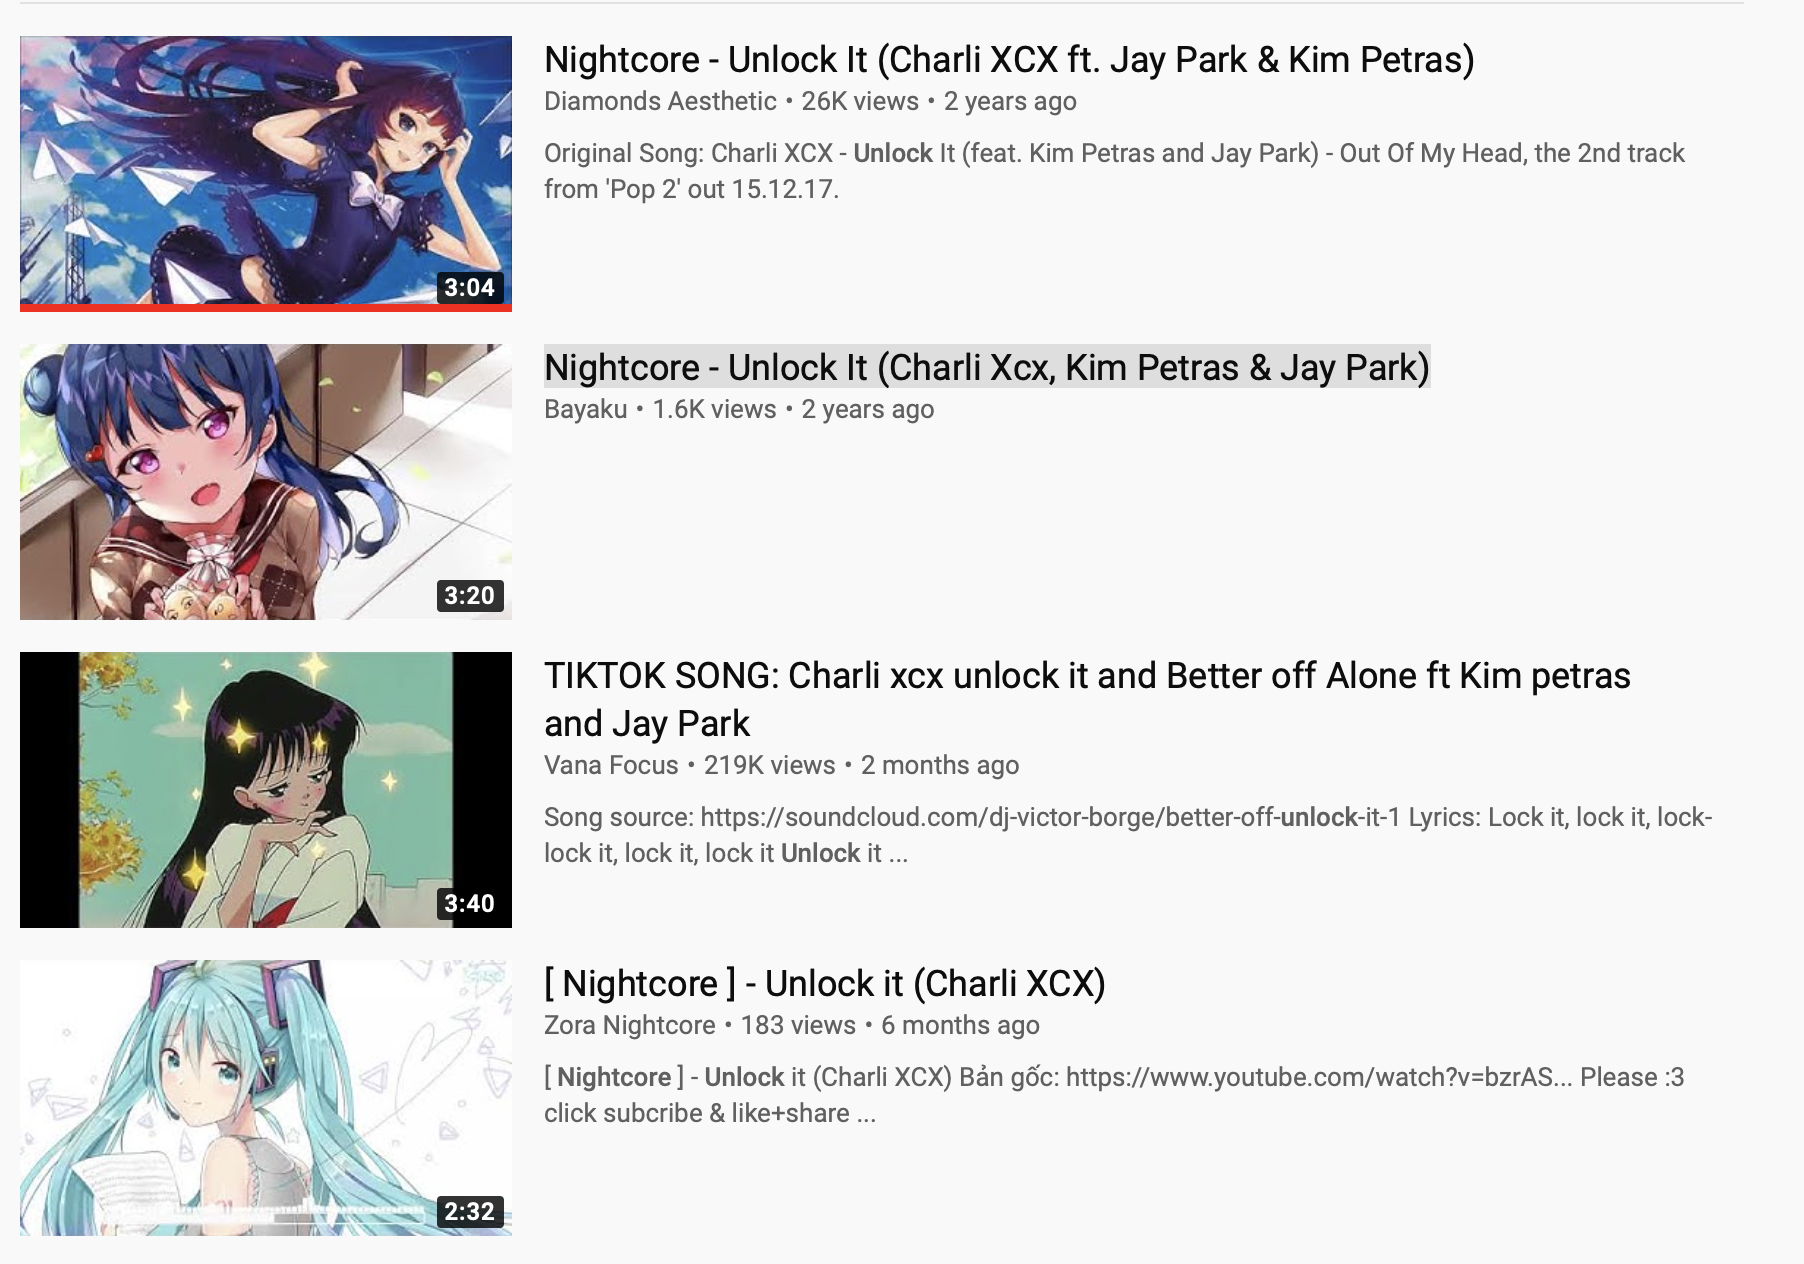 Nightcore - Unlock It (Charli XCX ft. Jay Park & Kim Petras)
Diamonds Aesthetic • 26K views • 2 years ago
Original Song: Charli XCX - Unlock It (feat. Kim Petras and Jay Park) - Out Of My Head, the 2nd track
from 'Pop 2' out 15.12.17.
3:04
Nightcore - Unlock It (Charli Xcx, Kim Petras & Jay Park)
Bayaku • 1.6K views • 2 years ago
3:20
TIKTOK SONG: Charli xcx unlock it and Better off Alone ft Kim petras
and Jay Park
Vana Focus • 219K views • 2 months ago
Song source: https://soundcloud.com/dj-victor-borge/better-off-unlock-it-1 Lyrics: Lock it, lock it, lock-
lock it, lock it, lock it Unlock it ...
3:40
[ Nightcore ] - Unlock it (Charli XCX)
Zora Nightcore • 183 views • 6 months ago
[ Nightcore ] - Unlock it (Charli XCX) Bản gốc: https://www.youtube.com/watch?v=bzrAS... Please :3
click subcribe & like+share ...
2:32